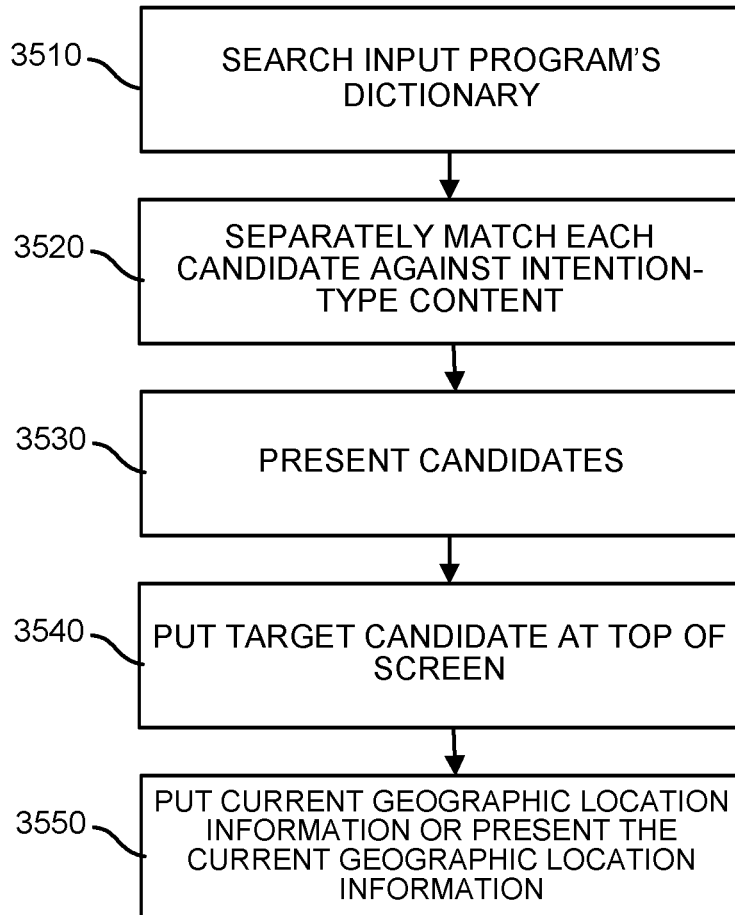 3510
SEARCH INPUT PROGRAM'S
DICTIONARY
3520
SEPARATELY MATCH EACH
CANDIDATE AGAINST INTENTION-
TYPE CONTENT
3530
PRESENT CANDIDATES
3540
PUT TARGET CANDIDATE AT TOP OF
SCREEN
3550
PUT CURRENT GEOGRAPHIC LOCATION
INFORMATION OR PRESENT THE
CURRENT GEOGRAPHIC LOCATION
INFORMATION